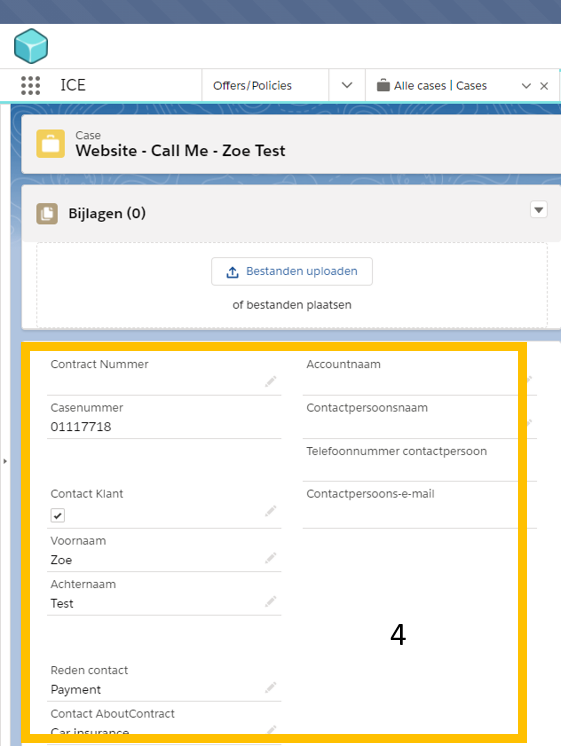 ICE
Offers/Policies
Alle cases | Cases
Case
Website - Call Me - Zoe Test
Bijlagen (0)
Bestanden uploaden
of bestanden plaatsen
Contract Nummer
Accountnaam
Casenummer
01117718
Contactpersoonsnaam
Telefoonnummer contactpersoon
Contact Klant
Contactpersoons-e-mail
Voornaam
Zoe
Achternaam
Test
4
Reden contact
Payment
Contact AboutContract
Car insurance